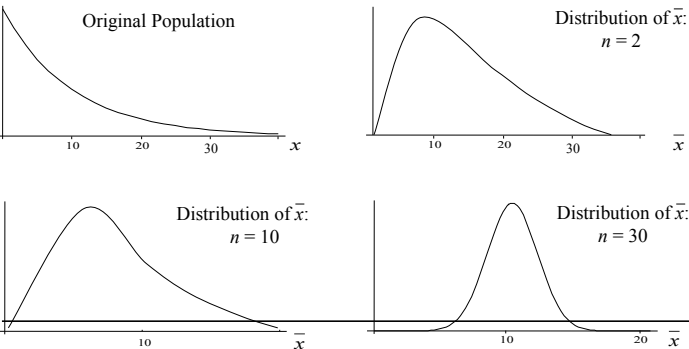 Original Population
10 20 30 x
Distribution of x̄:
n = 2
10 20 30 x̄
Distribution of x̄:
n = 10
10 x̄
Distribution of x̄:
n = 30
10 20 x̄